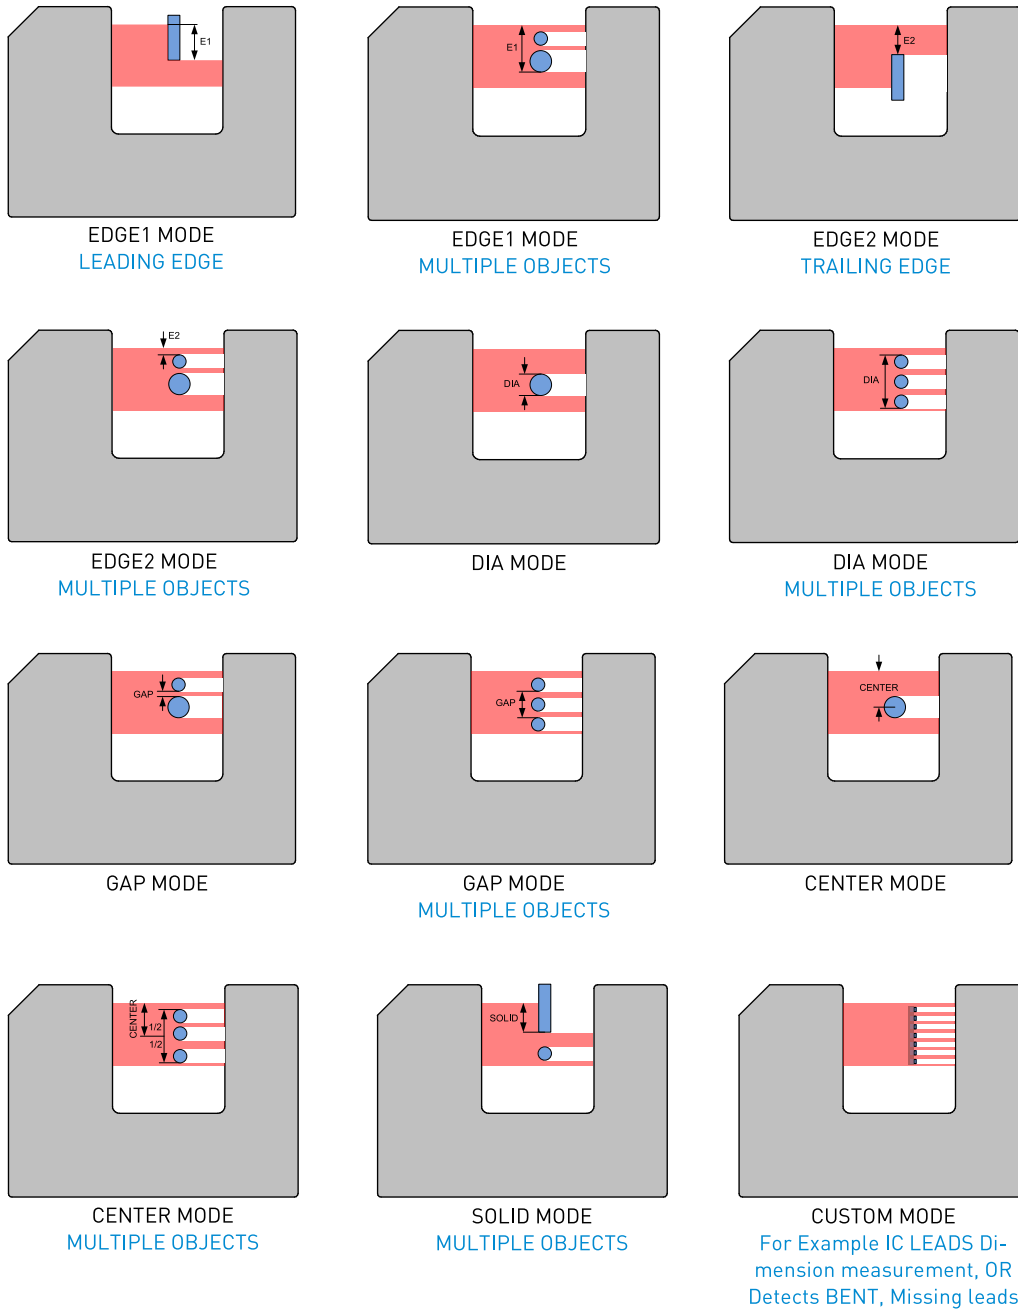 E1
E1
E2
EDGE1 MODE
LEADING EDGE
EDGE1 MODE
MULTIPLE OBJECTS
EDGE2 MODE
TRAILING EDGE
E2
DIA
DIA
EDGE2 MODE
MULTIPLE OBJECTS
DIA MODE
DIA MODE
MULTIPLE OBJECTS
GAP
GAP
CENTER
GAP MODE
GAP MODE
MULTIPLE OBJECTS
CENTER MODE
CENTER
1/2
1/2
SOLID
CENTER MODE
MULTIPLE OBJECTS
SOLID MODE
MULTIPLE OBJECTS
CUSTOM MODE
For Example IC LEADS Di-
mension measurement, OR
Detects BENT, Missing leads